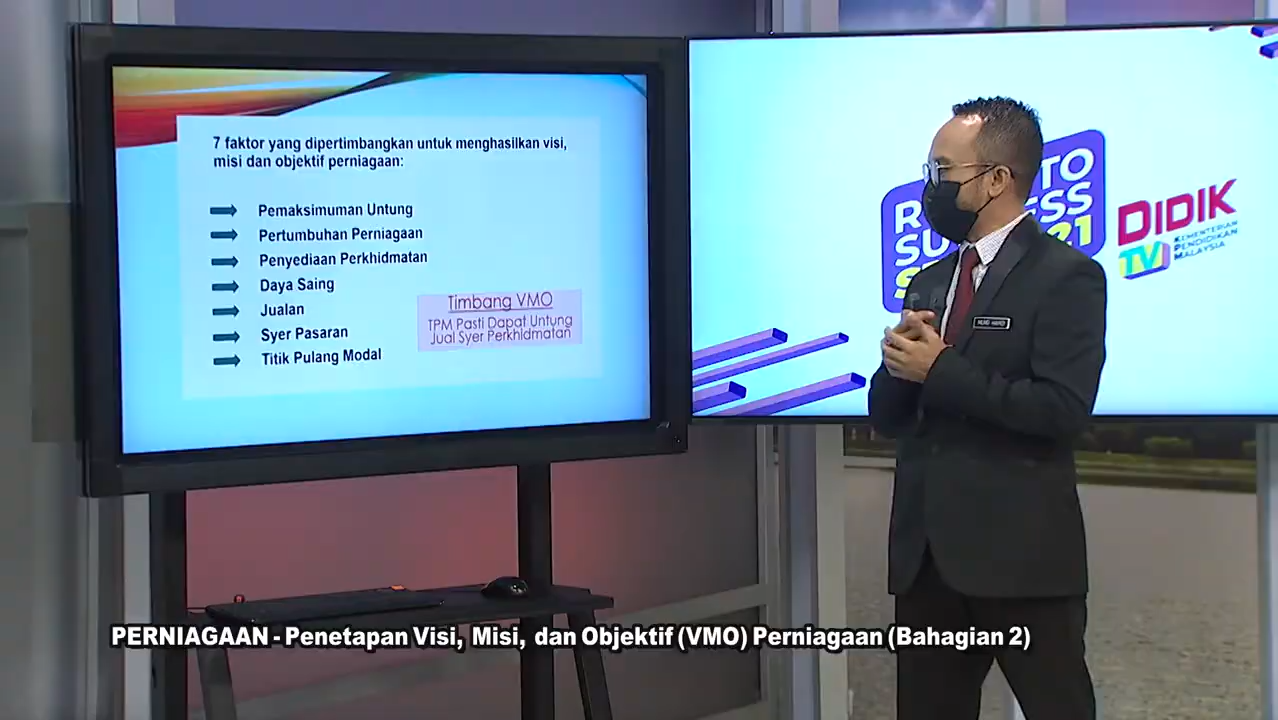 7 faktor yang dipertimbangkan untuk menghasilkan visi,
misi dan objektif perniagaan:
Pemaksimuman Untung
Pertumbuhan Perniagaan
Penyediaan Perkhidmatan
Daya Saing
Jualan
Syer Pasaran
Titik Pulang Modal
Timbang VMO
TPM Pasti Dapat Untung
Jual Syer Perkhidmatan
DIDIK
TV
KEMENTERIAN
PENDIDIKAN
MALAYSIA
PERNIAGAAN - Penetapan Visi, Misi, dan Objektif (VMO) Perniagaan (Bahagian 2)